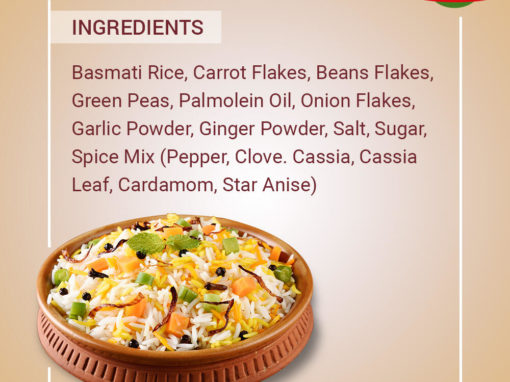 INGREDIENTS
Basmati Rice, Carrot Flakes, Beans Flakes,
Green Peas, Palmolein Oil, Onion Flakes,
Garlic Powder, Ginger Powder, Salt, Sugar,
Spice Mix (Pepper, Clove. Cassia, Cassia
Leaf, Cardamom, Star Anise)